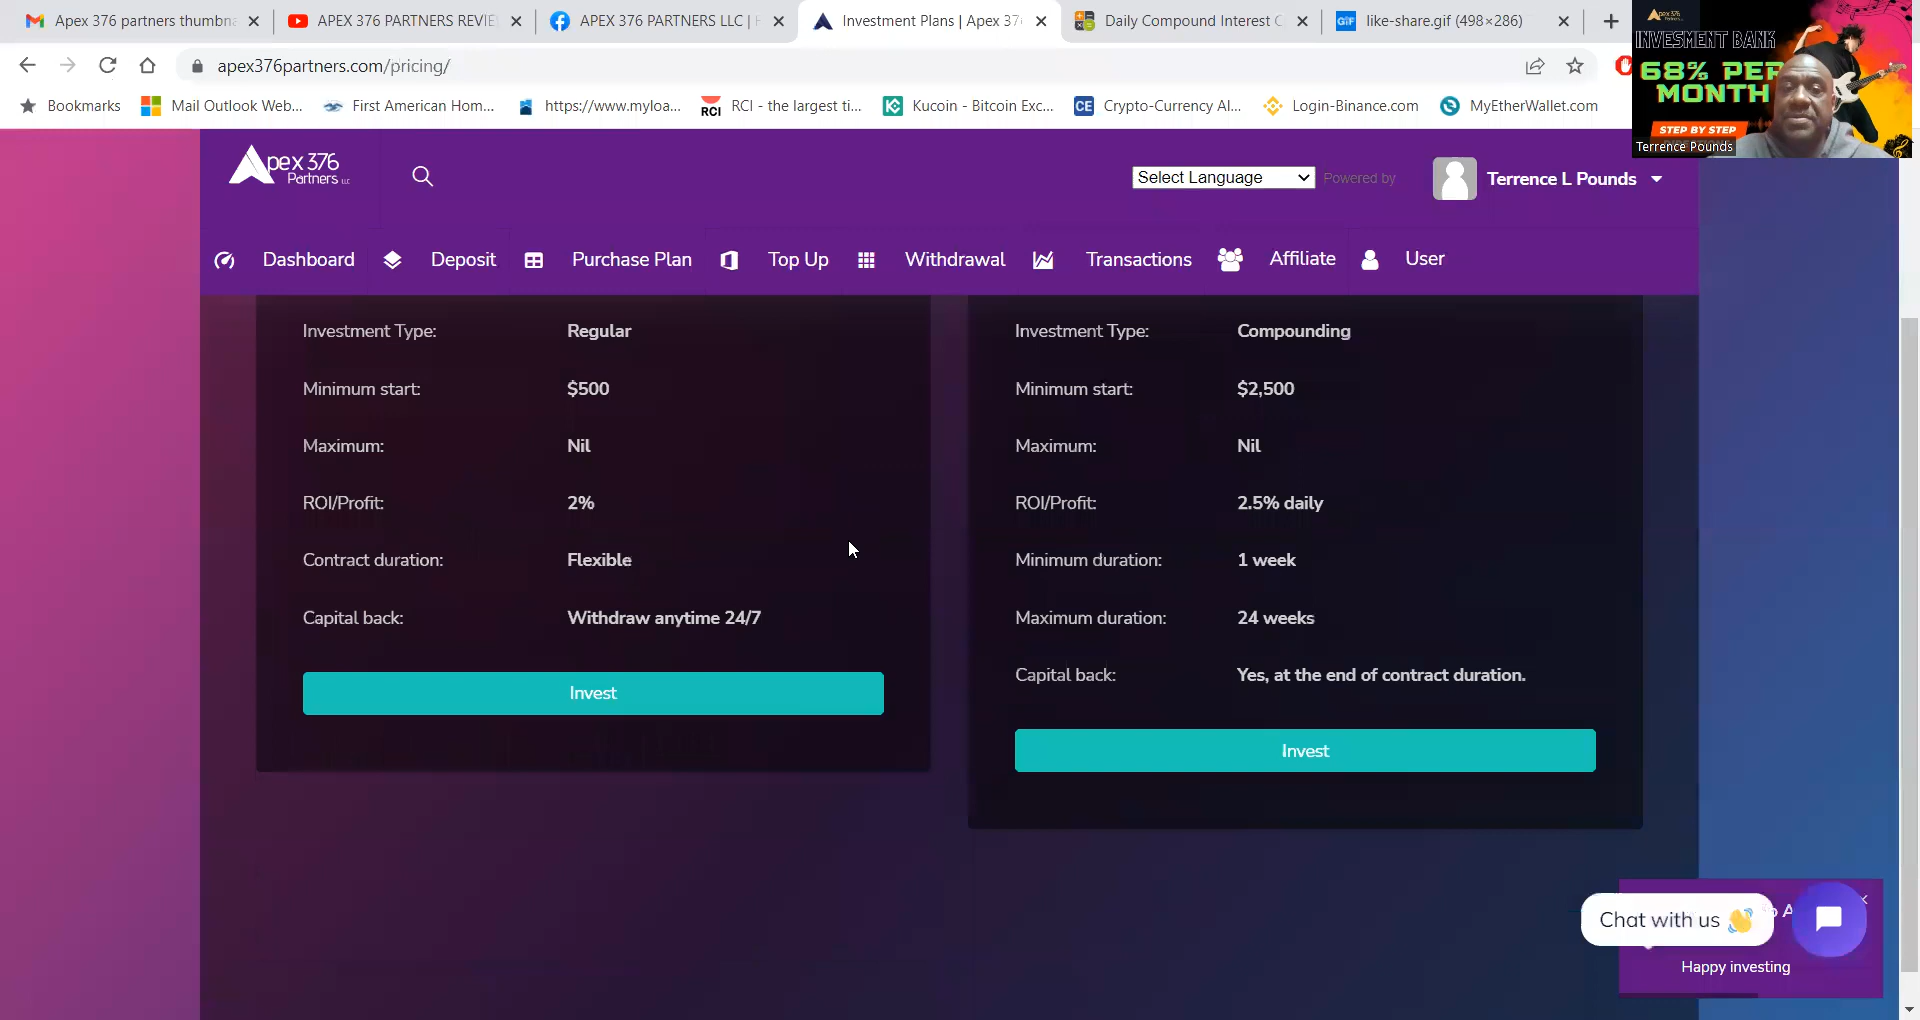 Apex 376 partners thumbna
APEX 376 PARTNERS REVIE
APEX 376 PARTNERS LLC | F
Investment Plans | Apex 37
Daily Compound Interest C
like-share.gif (498×286)
apex376partners.com/pricing/
Bookmarks
Mail Outlook Web...
First American Hom...
https://www.myloa...
RCI - the largest ti...
Kucoin - Bitcoin Exc...
Crypto-Currency Al...
Login-Binance.com
MyEtherWallet.com
INVESMENT BANK
68% PER
MONTH
STEP BY STEP
Terrence Pounds
Apex 376
Partners LLC
Select Language
Powered by
Terrence L Pounds
Dashboard
Deposit
Purchase Plan
Top Up
Withdrawal
Transactions
Affiliate
User
Investment Type: Regular
Minimum start: $500
Maximum: Nil
ROI/Profit: 2%
Contract duration: Flexible
Capital back: Withdraw anytime 24/7
Invest
Investment Type: Compounding
Minimum start: $2,500
Maximum: Nil
ROI/Profit: 2.5% daily
Minimum duration: 1 week
Maximum duration: 24 weeks
Capital back: Yes, at the end of contract duration.
Invest
Chat with us 👋
Happy investing